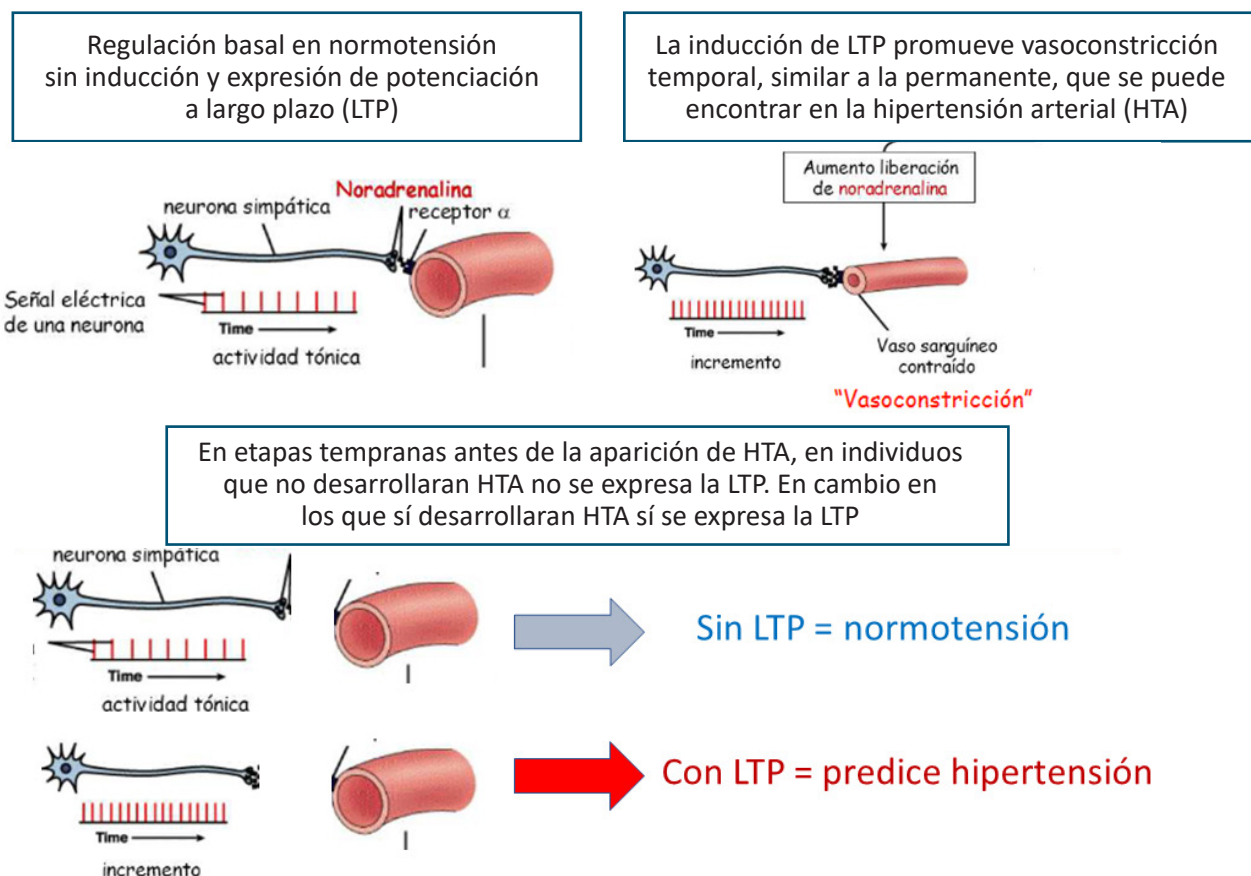 Regulación basal en normotensión
sin inducción y expresión de potenciación
a largo plazo (LTP)
La inducción de LTP promueve vasoconstricción
temporal, similar a la permanente, que se puede
encontrar en la hipertensión arterial (HTA)
Noradrenalina
neurona simpática
receptor α
Señal eléctrica
de una neurona
Time
actividad tónica
Aumento liberación
de noradrenalina
Time
incremento
Vaso sanguíneo
contraído
"Vasoconstricción"
En etapas tempranas antes de la aparición de HTA, en individuos
que no desarrollaran HTA no se expresa la LTP. En cambio en
los que sí desarrollaran HTA sí se expresa la LTP
neurona simpática
Time
actividad tónica
Sin LTP = normotensión
Time
incremento
Con LTP = predice hipertensión